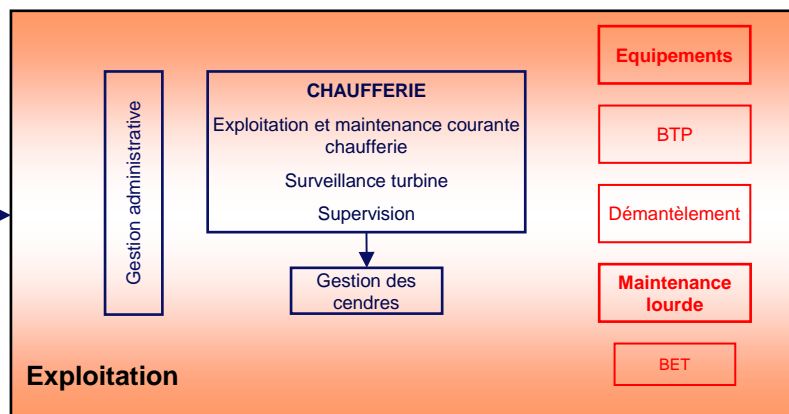 Gestion administrative
CHAUFFERIE
Exploitation et maintenance courante
chaufferie
Surveillance turbine
Supervision
Gestion des
cendres
Equipements
BTP
Démantèlement
Maintenance
lourde
BET
Exploitation